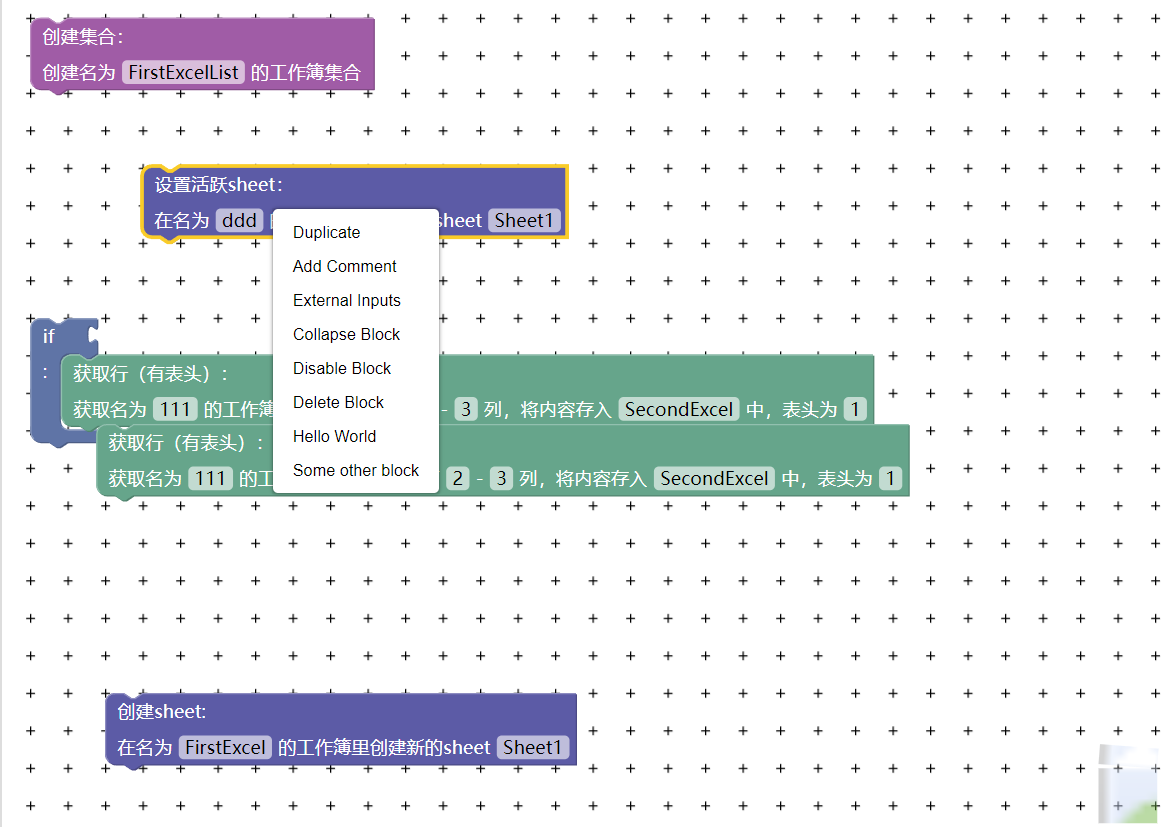 创建集合：
创建名为 FirstExcelList 的工作簿集合
设置活跃sheet：
在名为 ddd sheet Sheet1
Duplicate
Add Comment
External Inputs
Collapse Block
Disable Block
Delete Block
Hello World
Some other block
if
:
获取行（有表头）：
获取名为 111 的工作簿 - 3 列，将内容存入 SecondExcel 中，表头为 1
获取行（有表头）：
获取名为 111 的工 2 - 3 列，将内容存入 SecondExcel 中，表头为 1
创建sheet:
在名为 FirstExcel 的工作簿里创建新的sheet Sheet1